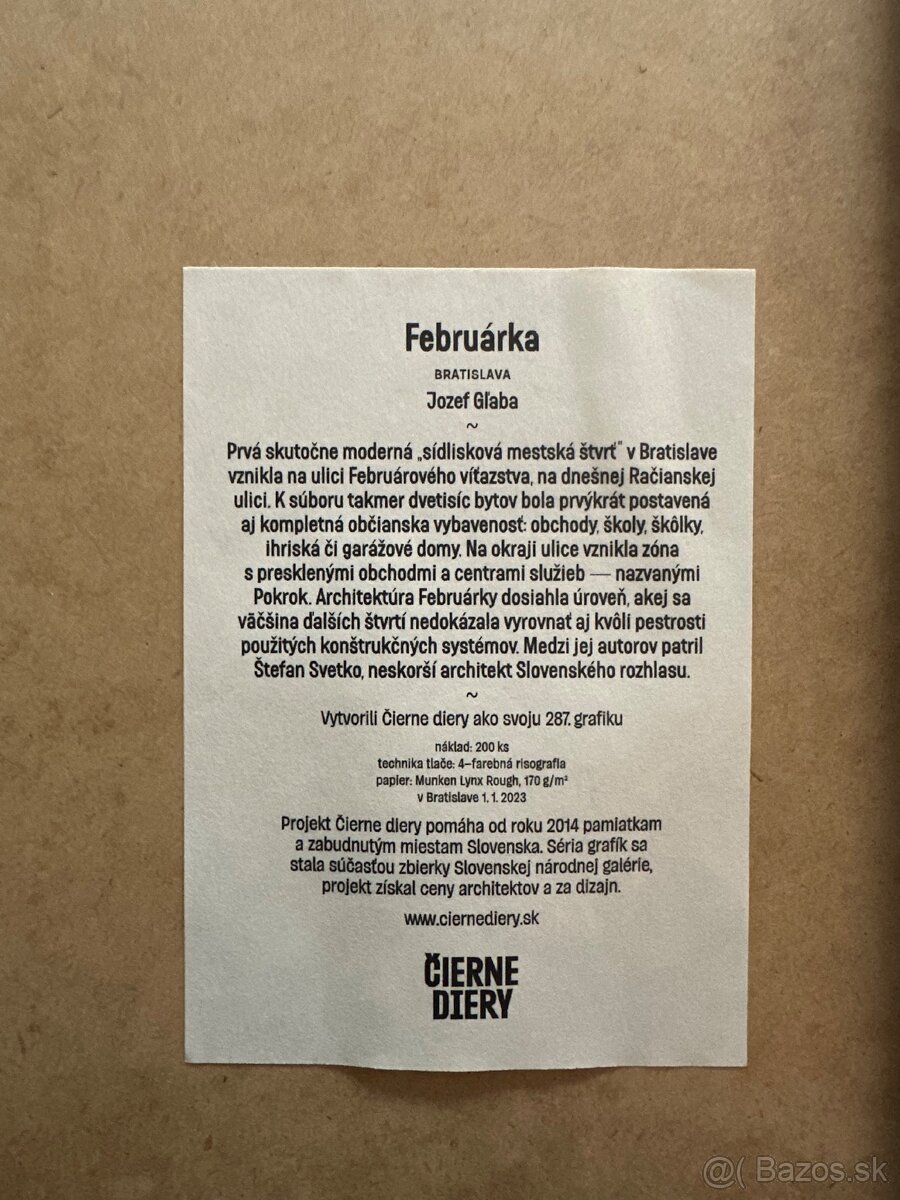 Februárka
BRATISLAVA
Jozef Gľaba
~
Prvá skutočne moderná „sídlisková mestská štvrť" v Bratislave
vznikla na ulici Februárového víťazstva, na dnešnej Račianskej
ulici. K súboru takmer dvetisíc bytov bola prvýkrát postavená
aj kompletná občianska vybavenosť: obchody, školy, škôlky,
ihriská či garážové domy. Na okraji ulice vznikla zóna
s presklenými obchodmi a centrami služieb — nazvanými
Pokrok. Architektúra Februárky dosiahla úroveň, akej sa
väčšina ďalších štvrtí nedokázala vyrovnať aj kvôli pestrosti
použitých konštrukčných systémov. Medzi jej autorov patril
Štefan Svetko, neskorší architekt Slovenského rozhlasu.
~
Vytvorili Čierne diery ako svoju 287. grafiku
náklad: 200 ks
technika tlače: 4–farebná risografia
papier: Munken Lynx Rough, 170 g/m²
v Bratislave 1. 1. 2023
Projekt Čierne diery pomáha od roku 2014 pamiatkam
a zabudnutým miestam Slovenska. Séria grafík sa
stala súčasťou zbierky Slovenskej národnej galérie,
projekt získal ceny architektov a za dizajn.
www.ciernediery.sk
ČIERNE
DIERY
@( Bazos.sk